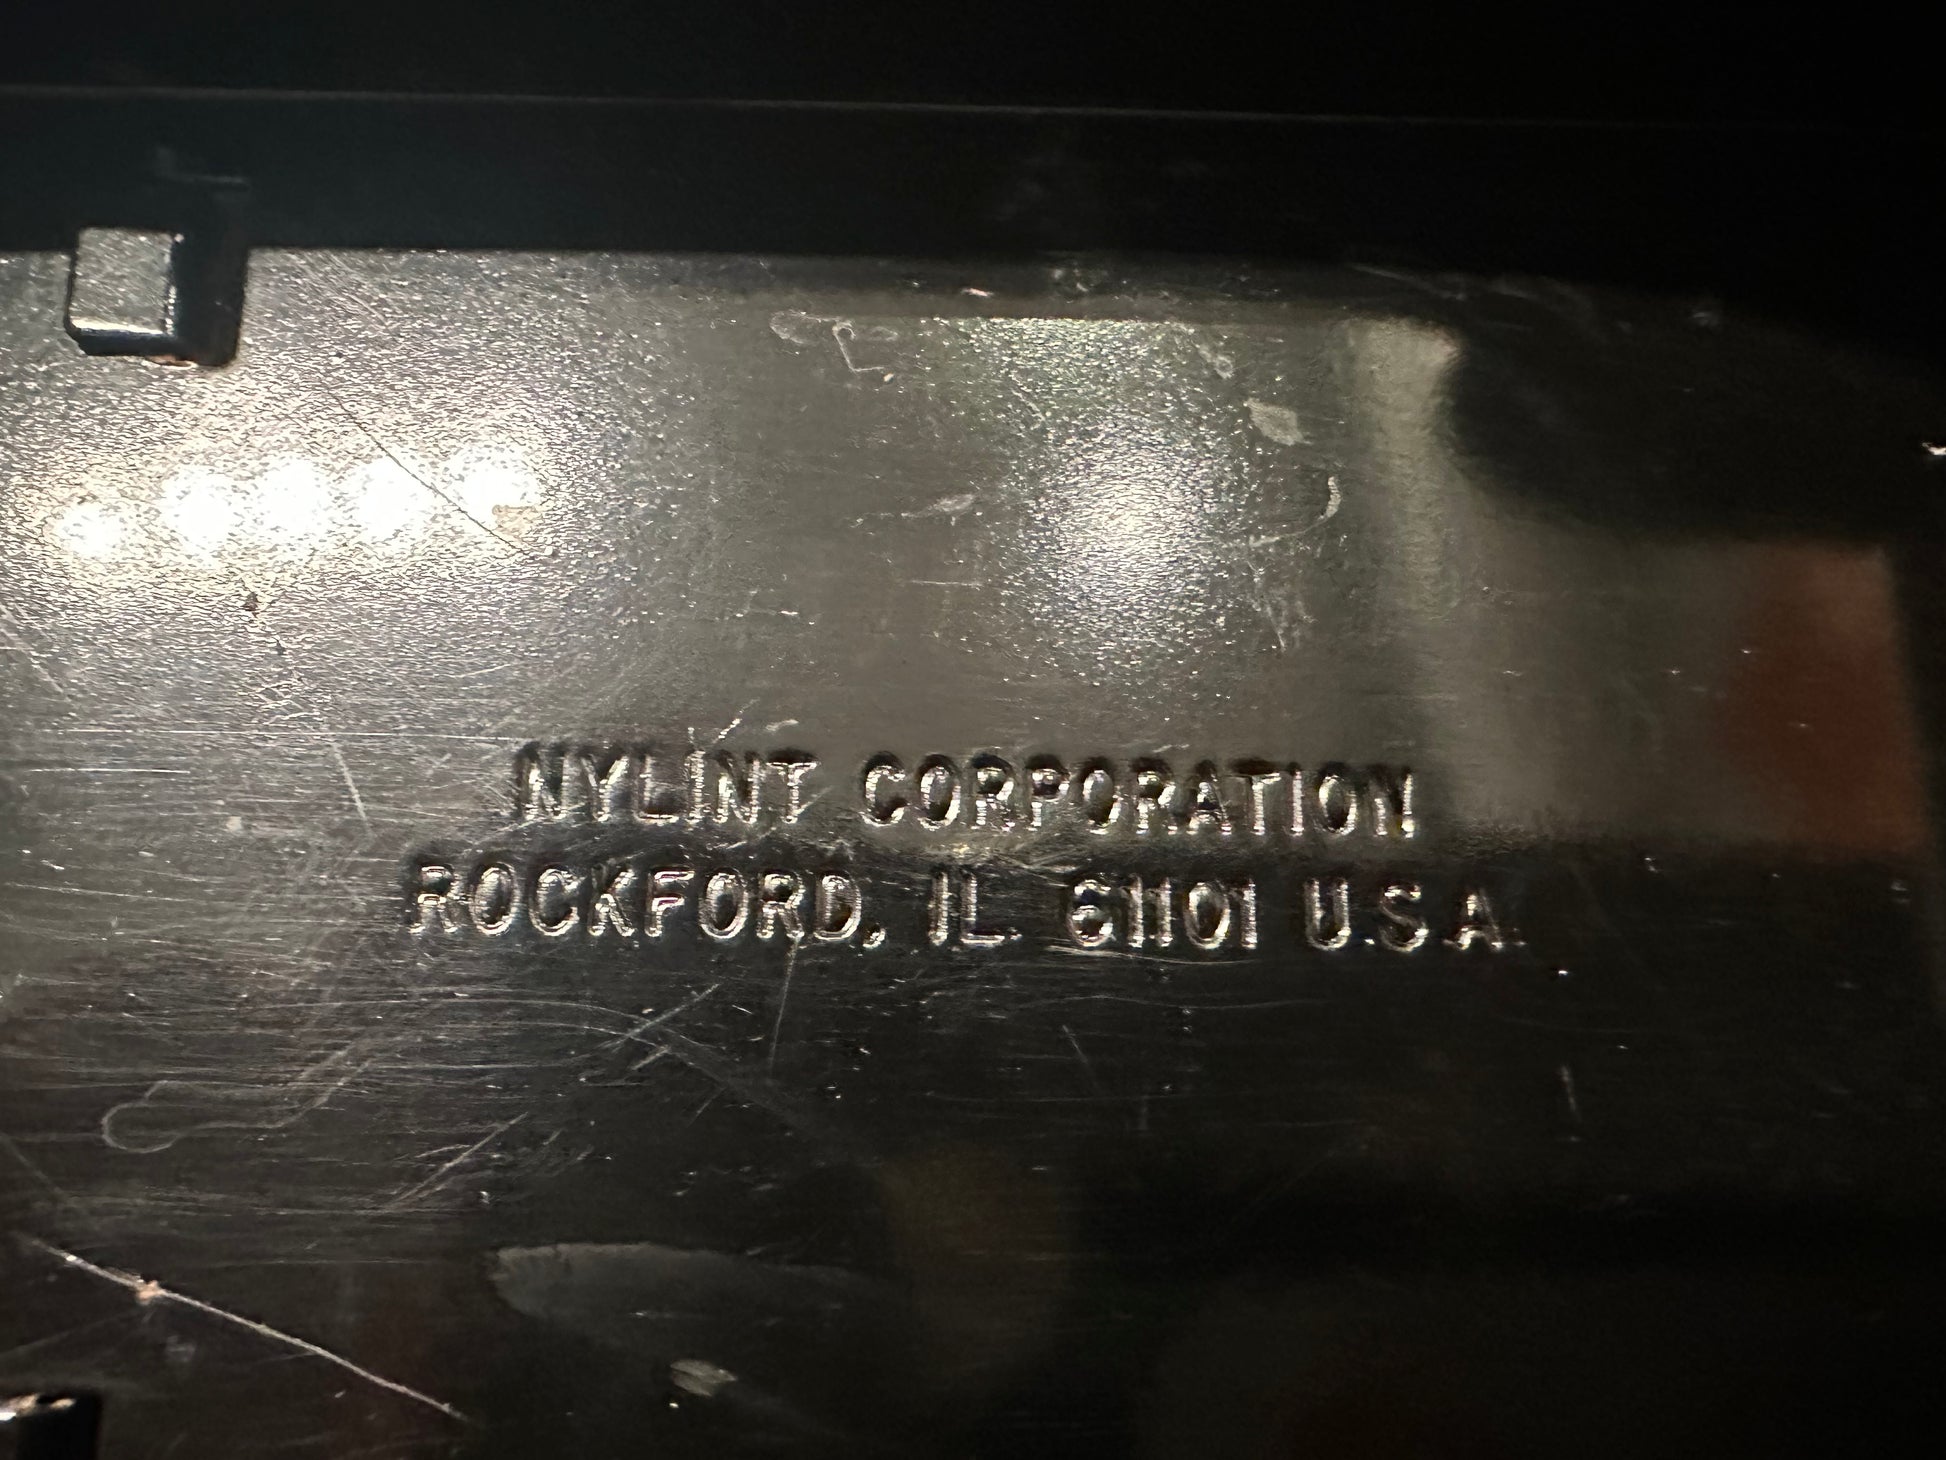 NYLINT CORPORATION
ROCKFORD, IL. 61101 U.S.A.